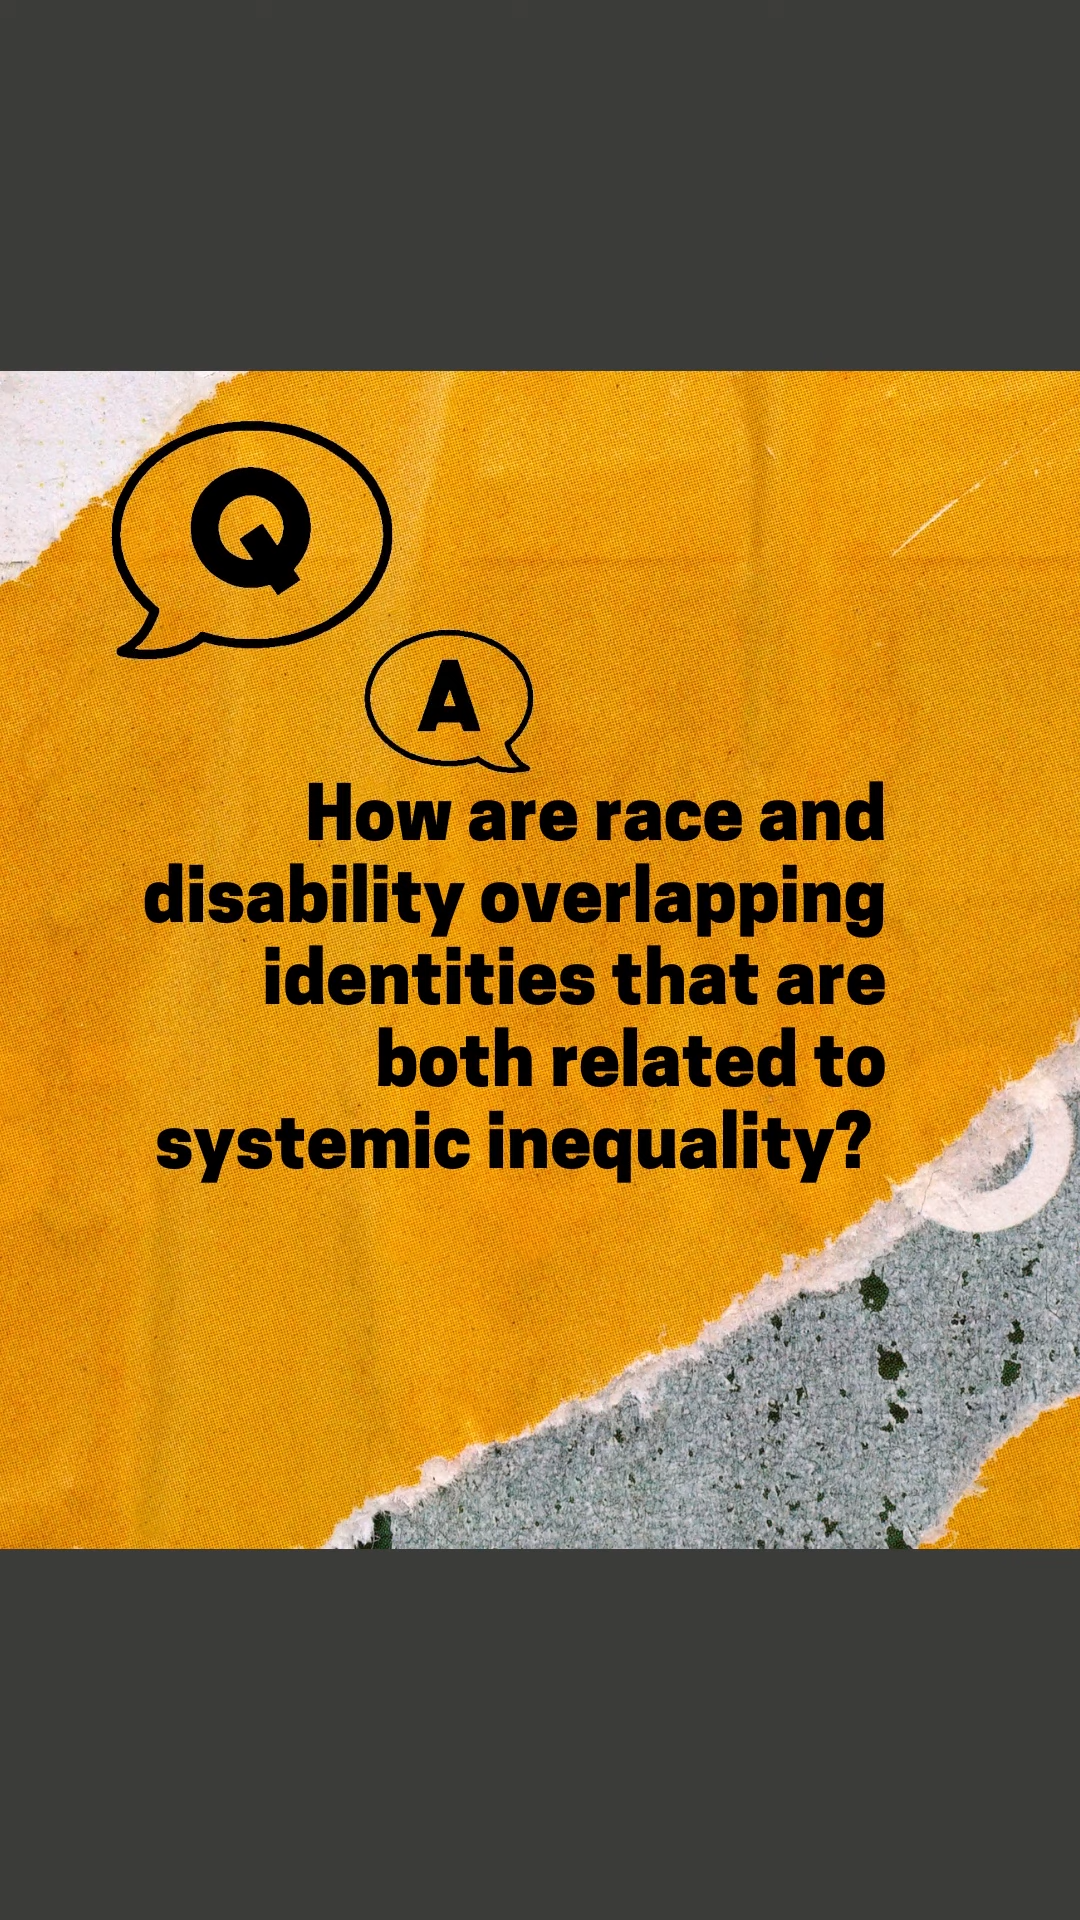 Q
A
How are race and
disability overlapping
identities that are
both related to
systemic inequality?